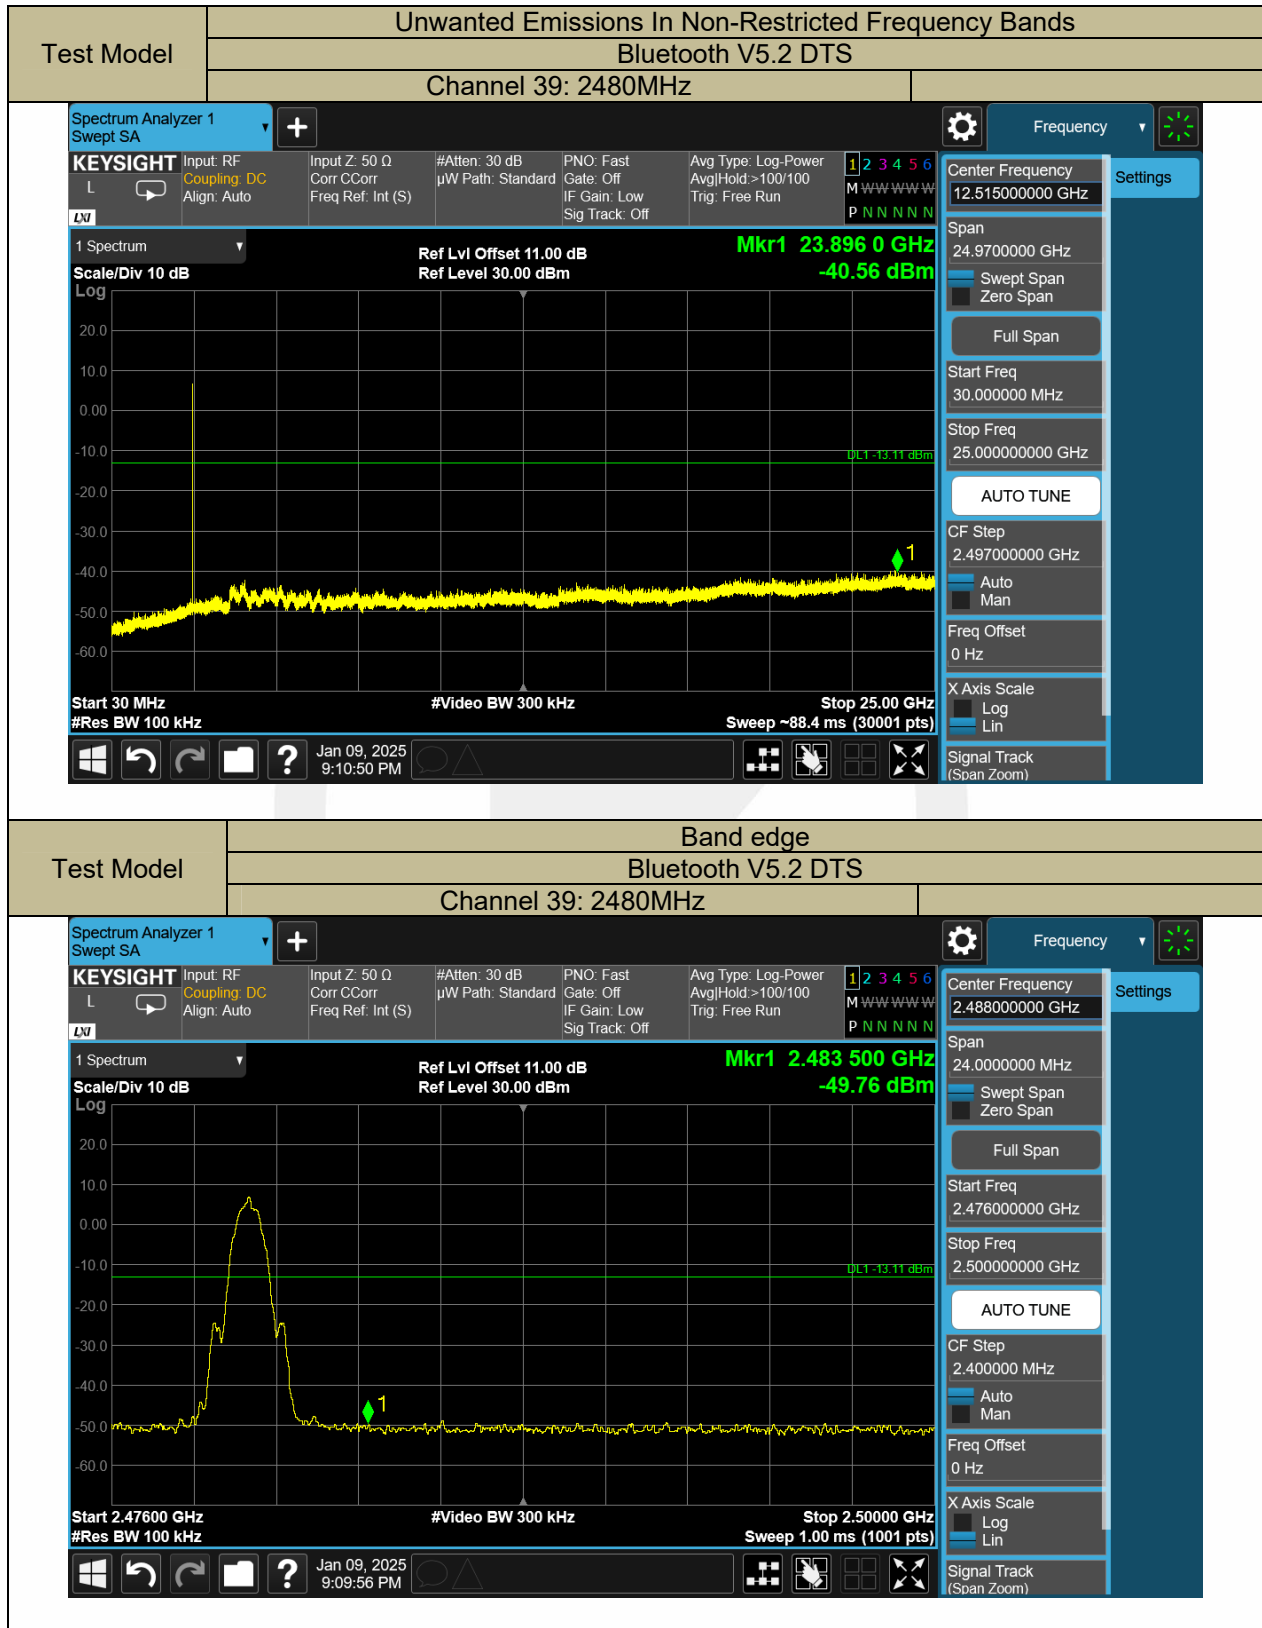 Test Model
Unwanted Emissions In Non-Restricted Frequency Bands
Bluetooth V5.2 DTS
Channel 39: 2480MHz
Spectrum Analyzer 1
Swept SA
Frequency
KEYSIGHT
L
LXI
Input: RF
Coupling: DC
Align: Auto
Input Z: 50 Ω
Corr CCorr
Freq Ref: Int (S)
#Atten: 30 dB
µW Path: Standard
PNO: Fast
Gate: Off
IF Gain: Low
Sig Track: Off
Avg Type: Log-Power
Avg|Hold:>100/100
Trig: Free Run
1 2 3 4 5 6
M W W W W W
P N N N N N
1 Spectrum
Scale/Div 10 dB
Log
Ref Lvl Offset 11.00 dB
Ref Level 30.00 dBm
Mkr1 23.896 0 GHz
-40.56 dBm
20.0
10.0
0.00
-10.0
-20.0
-30.0
-40.0
-50.0
-60.0
DL1 -13.11 dBm
1
Start 30 MHz
#Res BW 100 kHz
#Video BW 300 kHz
Stop 25.00 GHz
Sweep ~88.4 ms (30001 pts)
?
Jan 09, 2025
9:10:50 PM
Center Frequency
12.515000000 GHz
Settings
Span
24.9700000 GHz
Swept Span
Zero Span
Full Span
Start Freq
30.000000 MHz
Stop Freq
25.000000000 GHz
AUTO TUNE
CF Step
2.497000000 GHz
Auto
Man
Freq Offset
0 Hz
X Axis Scale
Log
Lin
Signal Track
(Span Zoom)
Test Model
Band edge
Bluetooth V5.2 DTS
Channel 39: 2480MHz
Spectrum Analyzer 1
Swept SA
Frequency
KEYSIGHT
L
LXI
Input: RF
Coupling: DC
Align: Auto
Input Z: 50 Ω
Corr CCorr
Freq Ref: Int (S)
#Atten: 30 dB
µW Path: Standard
PNO: Fast
Gate: Off
IF Gain: Low
Sig Track: Off
Avg Type: Log-Power
Avg|Hold:>100/100
Trig: Free Run
1 2 3 4 5 6
M W W W W W
P N N N N N
1 Spectrum
Scale/Div 10 dB
Log
Ref Lvl Offset 11.00 dB
Ref Level 30.00 dBm
Mkr1 2.483 500 GHz
-49.76 dBm
20.0
10.0
0.00
-10.0
-20.0
-30.0
-40.0
-50.0
-60.0
DL1 -13.11 dBm
1
Start 2.47600 GHz
#Res BW 100 kHz
#Video BW 300 kHz
Stop 2.50000 GHz
Sweep 1.00 ms (1001 pts)
?
Jan 09, 2025
9:09:56 PM
Center Frequency
2.488000000 GHz
Settings
Span
24.0000000 MHz
Swept Span
Zero Span
Full Span
Start Freq
2.476000000 GHz
Stop Freq
2.500000000 GHz
AUTO TUNE
CF Step
2.400000 MHz
Auto
Man
Freq Offset
0 Hz
X Axis Scale
Log
Lin
Signal Track
(Span Zoom)